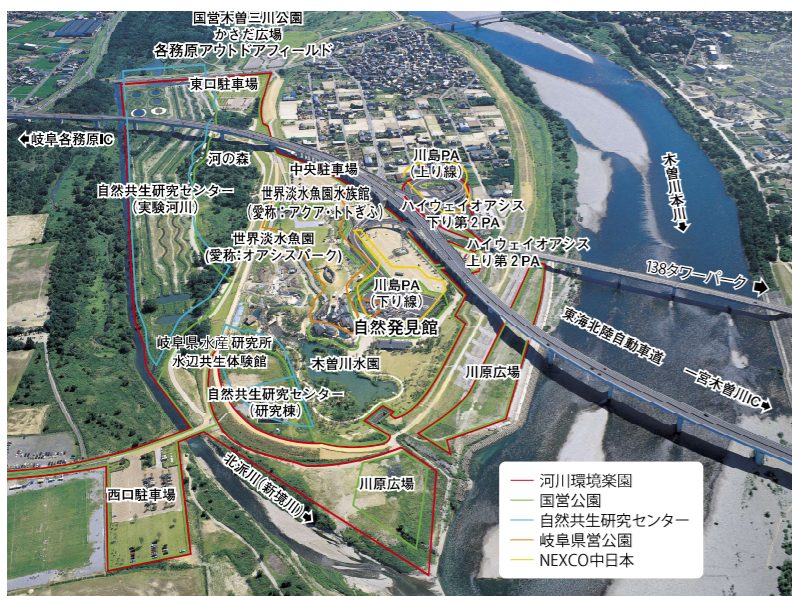 国営木曽三川公園
かさだ広場
各務原アウトドアフィールド
東口駐車場
岐阜各務原IC
河の森
中央駐車場
川島PA
(上り線)
自然共生研究センター
(実験河川)
世界淡水魚園水族館
(愛称:アクア・トトぎふ)
ハイウェイオアシス
下り第2PA
木曽川本川
世界淡水魚園
(愛称:オアシスパーク)
ハイウェイオアシス
上り第2PA
138タワーパーク
川島PA
(下り線)
自然発見館
東海北陸自動車道
岐阜県水産研究所
水辺共生体験館
木曽川水園
川原広場
一宮木曽川IC
自然共生研究センター
(研究棟)
北派川(新境川)
川原広場
西口駐車場
河川環境楽園
国営公園
自然共生研究センター
岐阜県営公園
NEXCO中日本